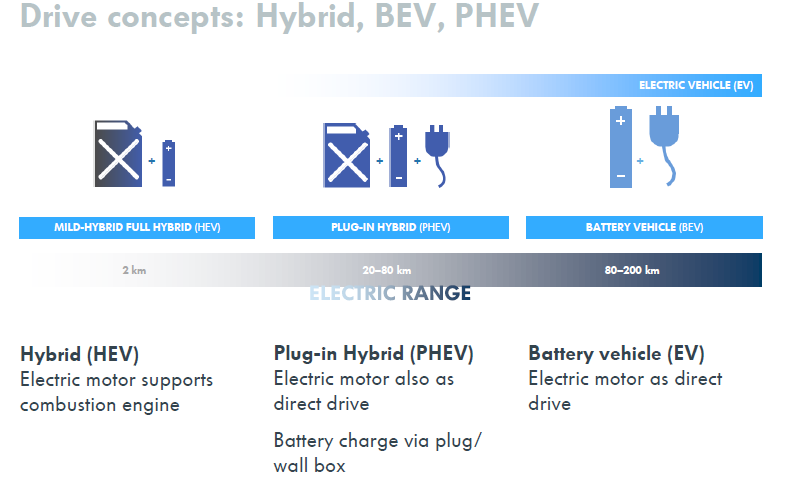 Drive concepts: Hybrid, BEV, PHEV
ELECTRIC VEHICLE (EV)
MILD-HYBRID FULL HYBRID (HEV)
PLUG-IN HYBRID (PHEV)
BATTERY VEHICLE (BEV)
2 km
20–80 km
80–200 km
ELECTRIC RANGE
Hybrid (HEV)
Electric motor supports
combustion engine
Plug-in Hybrid (PHEV)
Electric motor also as
direct drive
Battery charge via plug/
wall box
Battery vehicle (EV)
Electric motor as direct
drive